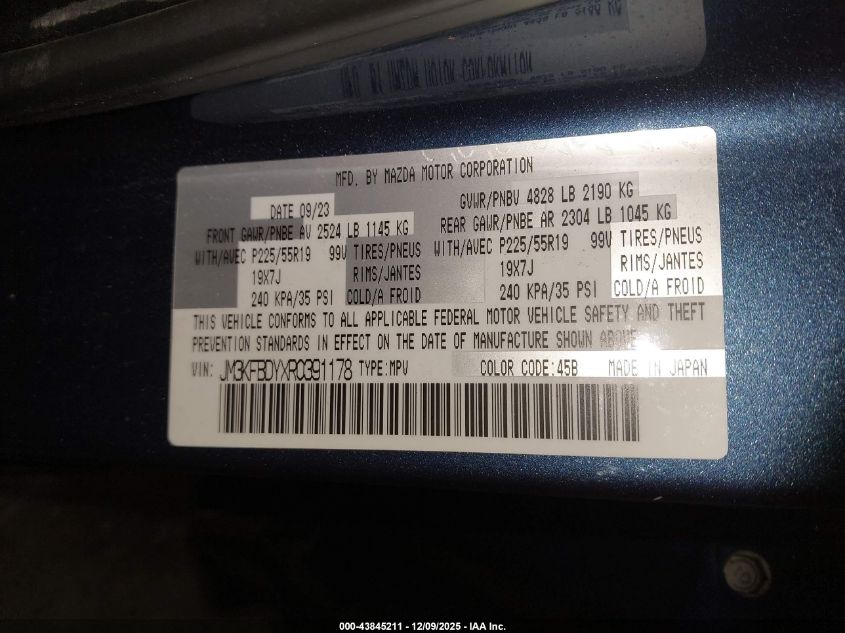 MFD. BY MAZDA MOTOR CORPORATION
DATE 09/23 GVWR/PNBV 4828 LB 2190 KG
FRONT GAWR/PNBE AV 2524 LB 1145 KG REAR GAWR/PNBE AR 2304 LB 1045 KG
WITH/AVEC P225/55R19 99V TIRES/PNEUS WITH/AVEC P225/55R19 99V TIRES/PNEUS
19X7J RIMS/JANTES 19X7J RIMS/JANTES
240 KPA/35 PSI COLD/A FROID 240 KPA/35 PSI COLD/A FROID
THIS VEHICLE CONFORMS TO ALL APPLICABLE FEDERAL MOTOR VEHICLE SAFETY AND THEFT
PREVENTION STANDARDS IN EFFECT ON THE DATE OF MANUFACTURE SHOWN ABOVE.
VIN: JM3KFBDYXR0391178 TYPE:MPV COLOR CODE:45B MADE IN JAPAN
000-43845211 - 12/09/2025 - IAA Inc.